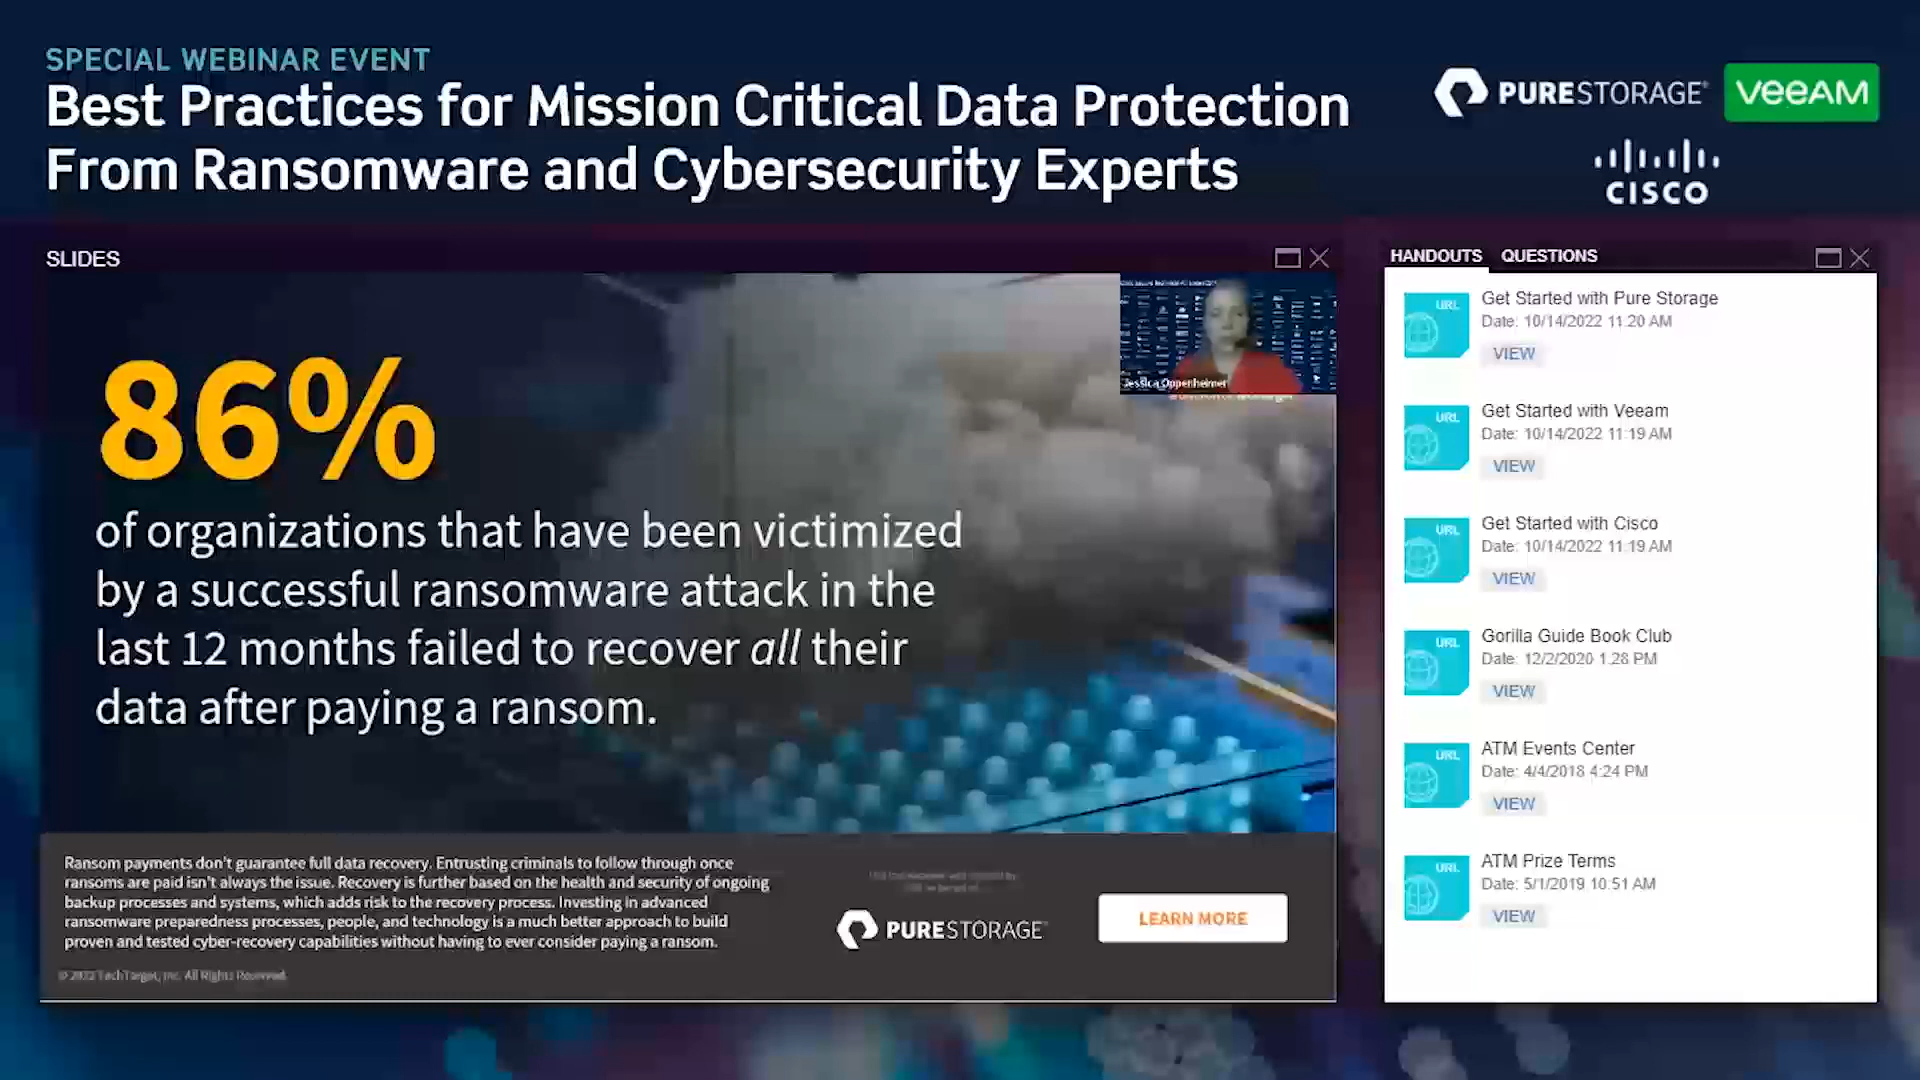 SPECIAL WEBINAR EVENT
Best Practices for Mission Critical Data Protection
From Ransomware and Cybersecurity Experts
PURESTORAGE
veeAM
CISCO
SLIDES
86%
of organizations that have been victimized
by a successful ransomware attack in the
last 12 months failed to recover all their
data after paying a ransom.
Jessica Oppenheimer
Ransom payments don't guarantee full data recovery. Entrusting criminals to follow through once
ransoms are paid isn't always the issue. Recovery is further based on the health and security of ongoing
backup processes and systems, which adds risk to the recovery process. Investing in advanced
ransomware preparedness processes, people, and technology is a much better approach to build
proven and tested cyber-recovery capabilities without having to ever consider paying a ransom.
© 2022 TechTarget, Inc. All Rights Reserved.
PURESTORAGE
LEARN MORE
HANDOUTS QUESTIONS
URL
Get Started with Pure Storage
Date: 10/14/2022 11:20 AM
VIEW
URL
Get Started with Veeam
Date: 10/14/2022 11:19 AM
VIEW
URL
Get Started with Cisco
Date: 10/14/2022 11:19 AM
VIEW
URL
Gorilla Guide Book Club
Date: 12/2/2020 1:28 PM
VIEW
URL
ATM Events Center
Date: 4/4/2018 4:24 PM
VIEW
URL
ATM Prize Terms
Date: 5/1/2019 10:51 AM
VIEW